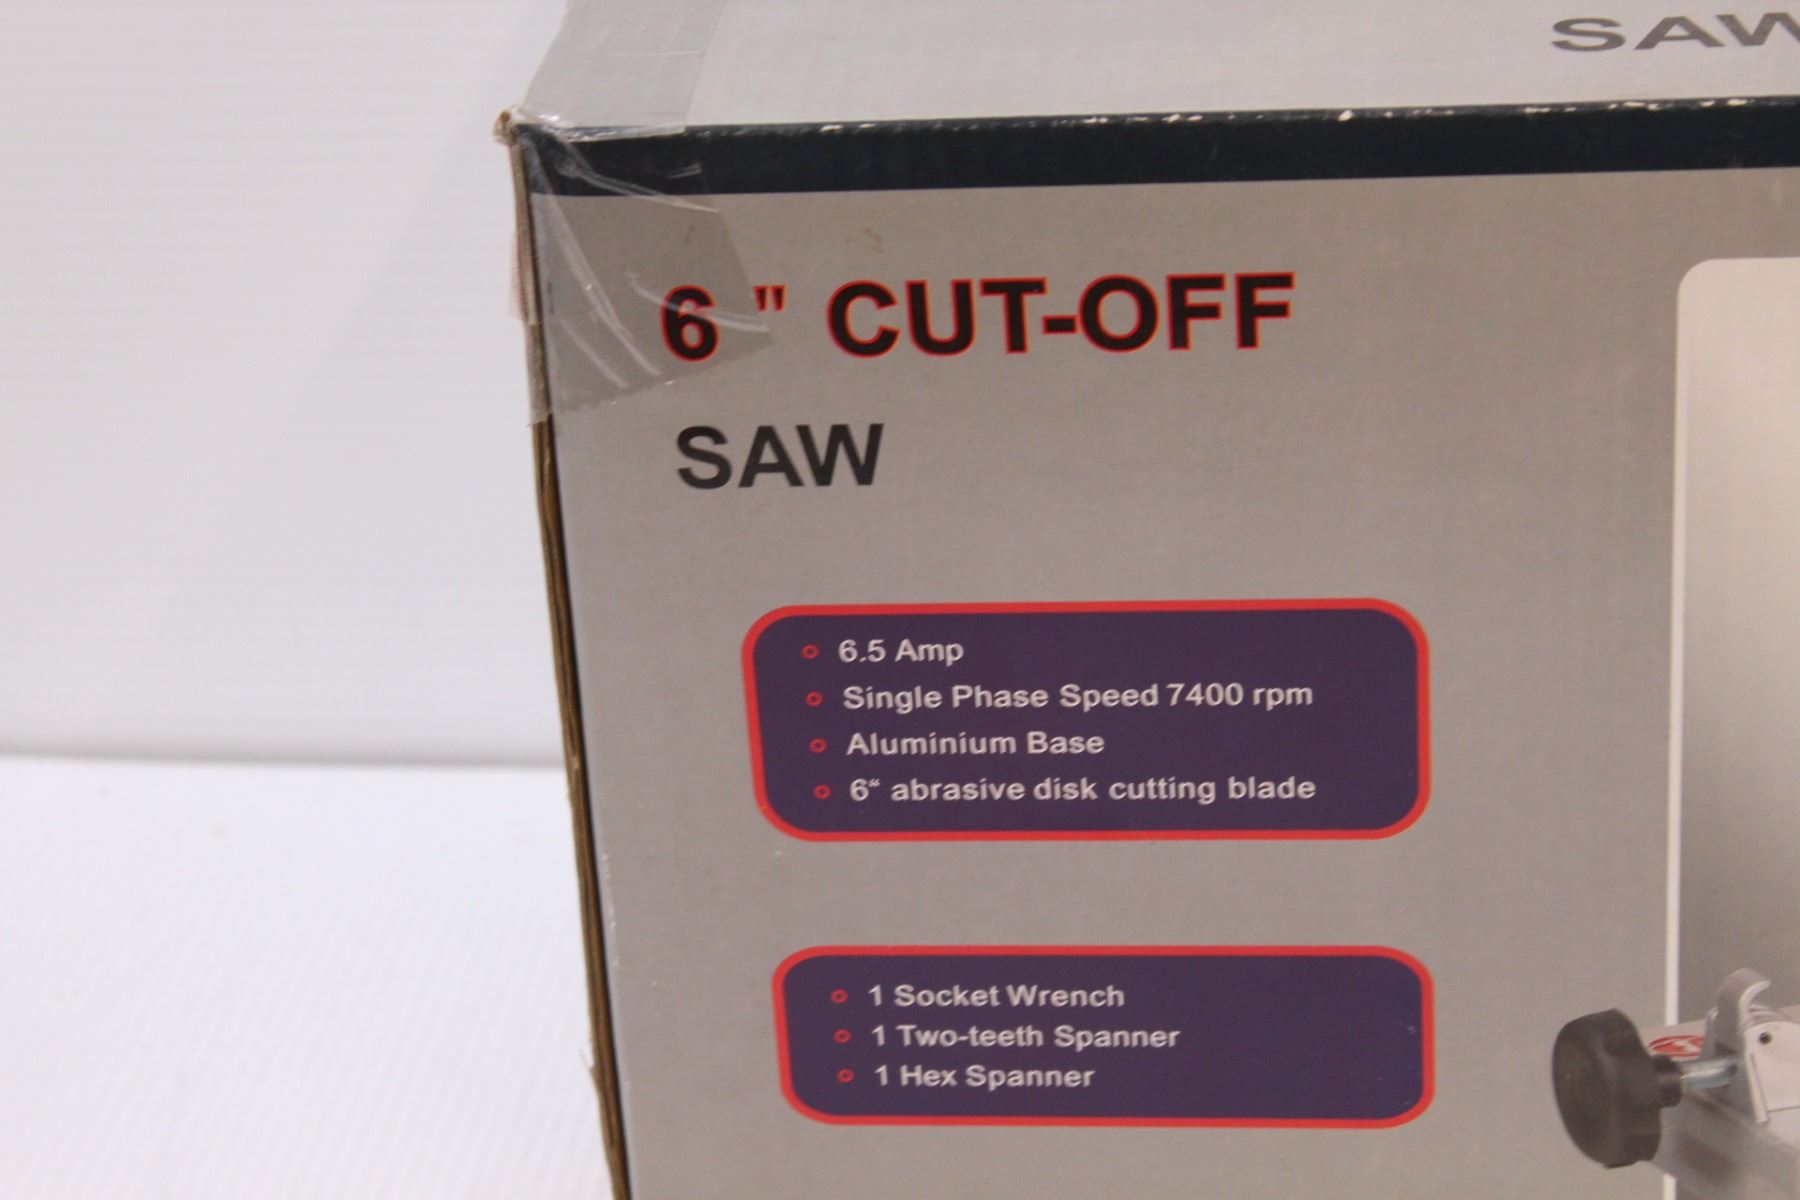 SAW
6 " CUT-OFF
SAW
6.5 Amp
Single Phase Speed 7400 rpm
Aluminium Base
6“ abrasive disk cutting blade
1 Socket Wrench
1 Two-teeth Spanner
1 Hex Spanner